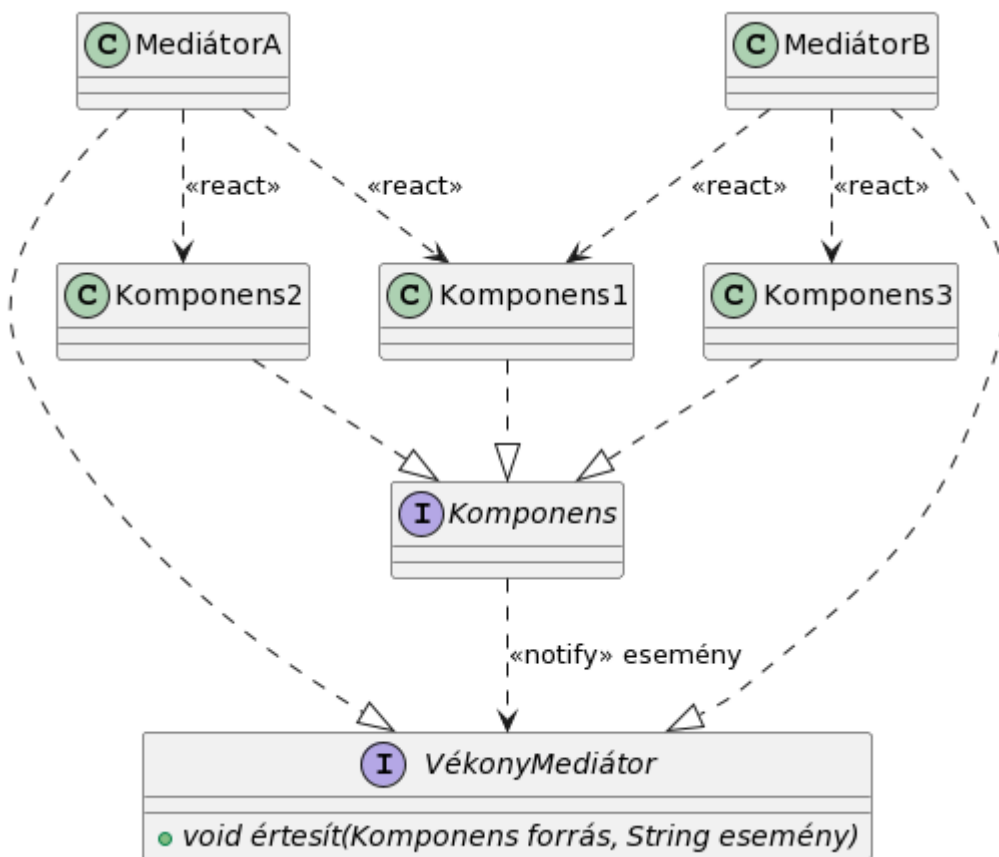 C MediátorA
C MediátorB
«react»
«react»
«react»
«react»
C Komponens2
C Komponens1
C Komponens3
I Komponens
«notify» esemény
I VékonyMediátor
void értesít(Komponens forrás, String esemény)